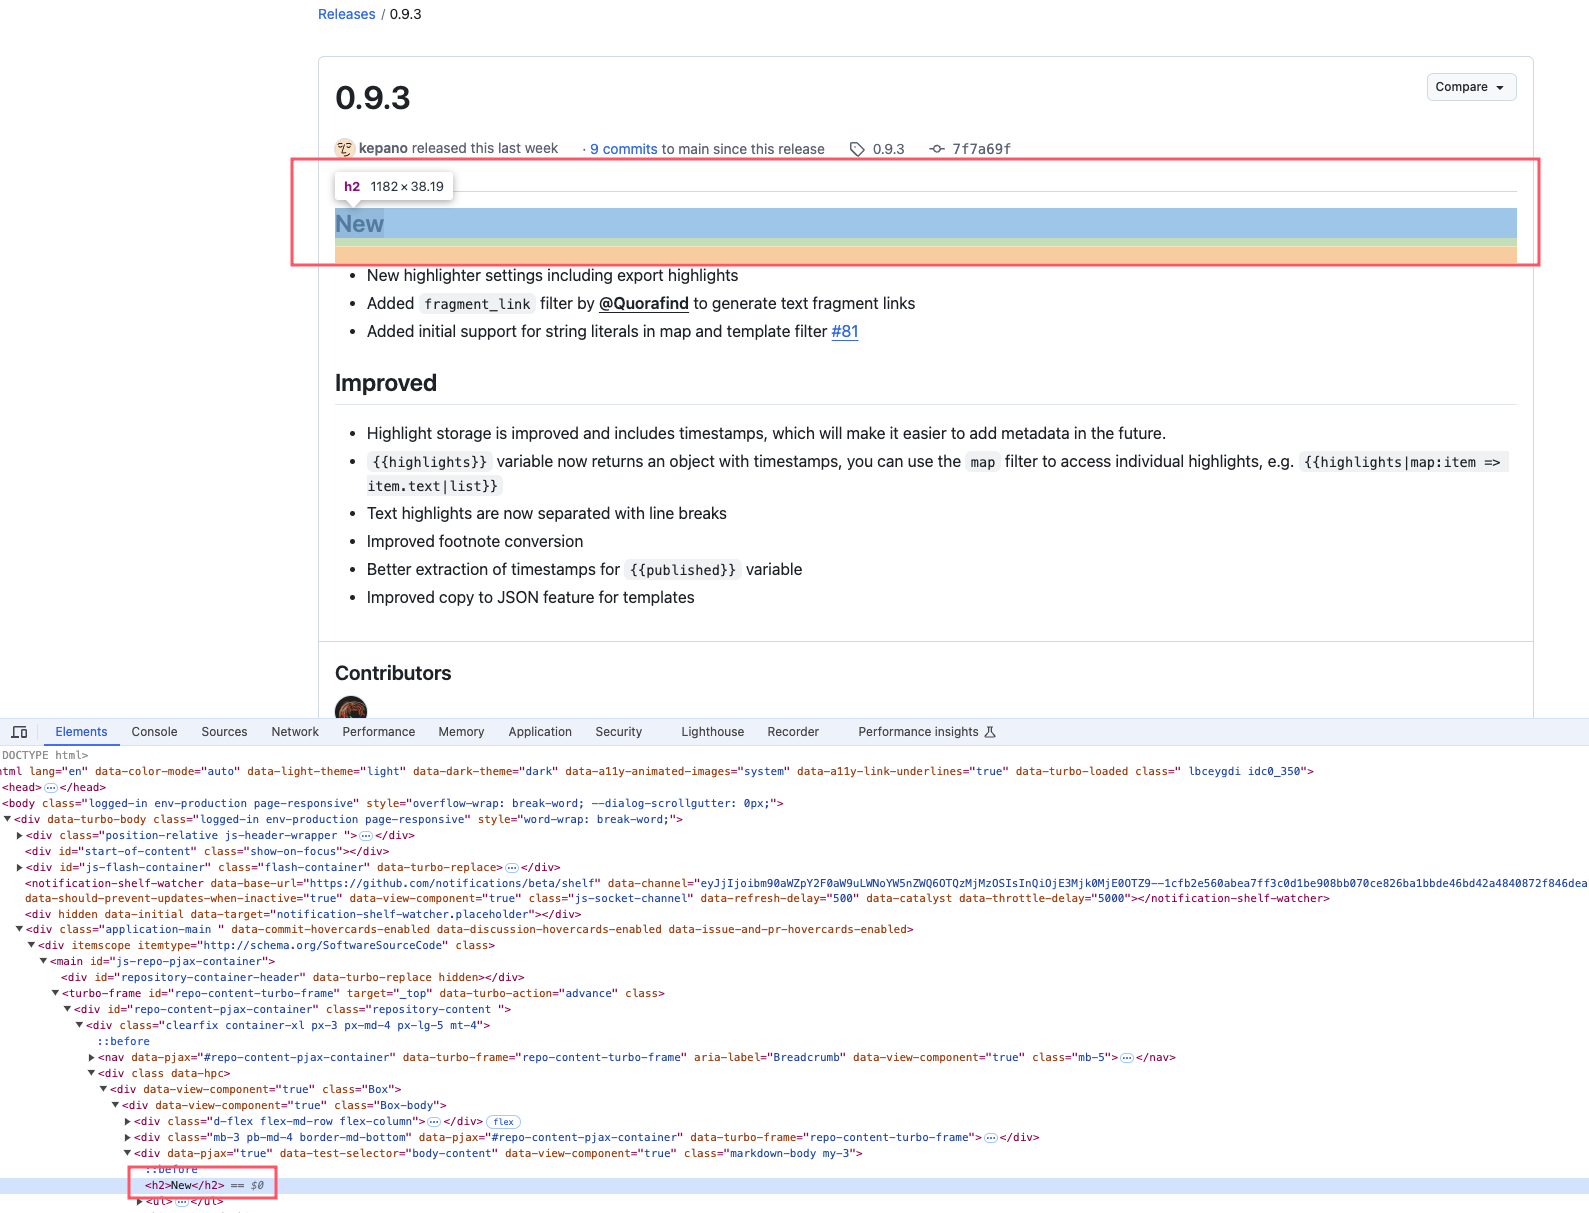 Releases / 0.9.3
0.9.3
Compare
kepano released this last week · 9 commits to main since this release 0.9.3 7f7a69f
h2 1182 × 38.19
New
• New highlighter settings including export highlights
• Added fragment_link filter by @Quorafind to generate text fragment links
• Added initial support for string literals in map and template filter #81
Improved
• Highlight storage is improved and includes timestamps, which will make it easier to add metadata in the future.
• {{highlights}} variable now returns an object with timestamps, you can use the map filter to access individual highlights, e.g. {{highlights|map:item =>
item.text|list}}
• Text highlights are now separated with line breaks
• Improved footnote conversion
• Better extraction of timestamps for {{published}} variable
• Improved copy to JSON feature for templates
Contributors
Elements Console Sources Network Performance Memory Application Security Lighthouse Recorder Performance insights
DOCTYPE html>
html lang="en" data-color-mode="auto" data-light-theme="light" data-dark-theme="dark" data-a11y-animated-images="system" data-a11y-link-underlines="true" data-turbo-loaded class=" lbceygdi idc0_350">
<head>…</head>
<body class="logged-in env-production page-responsive" style="overflow-wrap: break-word; --dialog-scrollgutter: 0px;">
<div data-turbo-body class="logged-in env-production page-responsive" style="word-wrap: break-word;">
<div class="position-relative js-header-wrapper ">…</div>
<div id="start-of-content" class="show-on-focus"></div>
<div id="js-flash-container" class="flash-container" data-turbo-replace>…</div>
<notification-shelf-watcher data-base-url="https://github.com/notifications/beta/shelf" data-channel="eyJjIjoibm90aWZpY2F0aW9uLWNoYW5nZWQ6OTQzMjMzOSIsInQiOjE3Mjk0MjE0OTZ9--1cfb2e560abea7ff3c0d1be908bb070ce826ba1bbde46bd42a4840872f846dea
data-should-prevent-updates-when-inactive="true" data-view-component="true" class="js-socket-channel" data-refresh-delay="500" data-catalyst data-throttle-delay="5000"></notification-shelf-watcher>
<div hidden data-initial data-target="notification-shelf-watcher.placeholder"></div>
<div class="application-main " data-commit-hovercards-enabled data-discussion-hovercards-enabled data-issue-and-pr-hovercards-enabled>
<div itemscope itemtype="http://schema.org/SoftwareSourceCode" class>
<main id="js-repo-pjax-container">
<div id="repository-container-header" data-turbo-replace hidden></div>
<turbo-frame id="repo-content-turbo-frame" target="_top" data-turbo-action="advance" class>
<div id="repo-content-pjax-container" class="repository-content ">
<div class="clearfix container-xl px-3 px-md-4 px-lg-5 mt-4">
::before
<nav data-pjax="#repo-content-pjax-container" data-turbo-frame="repo-content-turbo-frame" aria-label="Breadcrumb" data-view-component="true" class="mb-5">…</nav>
<div class data-hpc>
<div data-view-component="true" class="Box">
<div data-view-component="true" class="Box-body">
<div class="d-flex flex-md-row flex-column">…</div> flex
<div class="mb-3 pb-md-4 border-md-bottom" data-pjax="#repo-content-pjax-container" data-turbo-frame="repo-content-turbo-frame">…</div>
<div data-pjax="true" data-test-selector="body-content" data-view-component="true" class="markdown-body my-3">
::before
<h2>New</h2> == $0
<ul>…</ul>